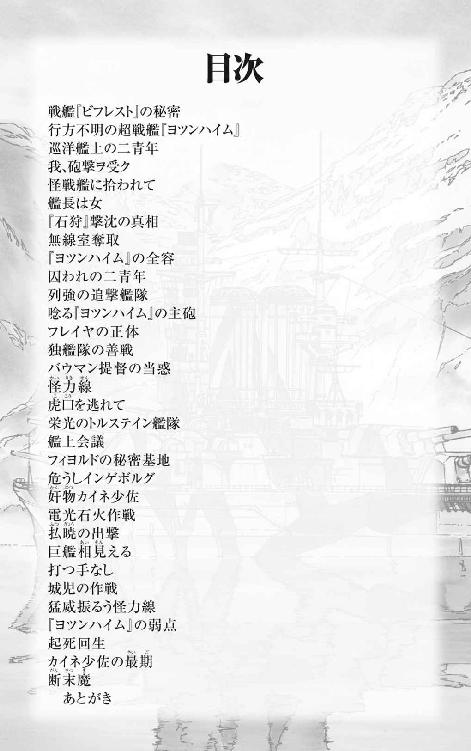 目次
戦艦『ビフレスト』の秘密
行方不明の超戦艦『ヨツンハイム』
巡洋艦上の二青年
我、砲撃ヲ受ク
怪戦艦に拾われて
艦長は女
『石狩』撃沈の真相
無線室奪取
『ヨツンハイム』の全容
囚われの二青年
列強の追撃艦隊
唸る『ヨツンハイム』の主砲
フレイヤの正体
独艦隊の善戦
バウマン提督の当惑
怪力線
虎口を逃れて
栄光のトルステイン艦隊
艦上会議
フィヨルドの秘密基地
危うしインゲボルグ
奸物カイネ少佐
電光石火作戦
払暁の出撃
巨艦相見える
打つ手なし
城児の作戦
猛威振るう怪力線
『ヨツンハイム』の弱点
起死回生
カイネ少佐の最期
断末魔
あとがき